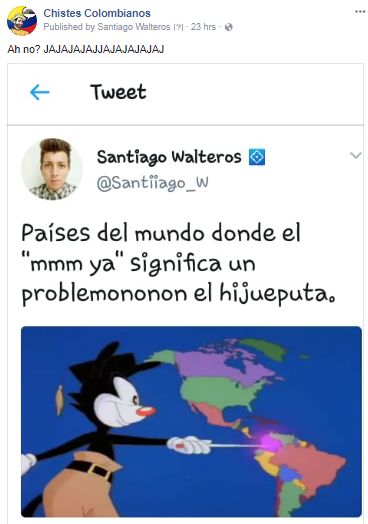 Chistes Colombianos
Published by Santiago Walteros [?] · 23 hrs ·
Ah no? JAJAJAJAJJAJAJAJAJAJ
Tweet
Santiago Walteros
@Santiiago_W
Países del mundo donde el
"mmm ya" significa un
problemononon el hijueputa.